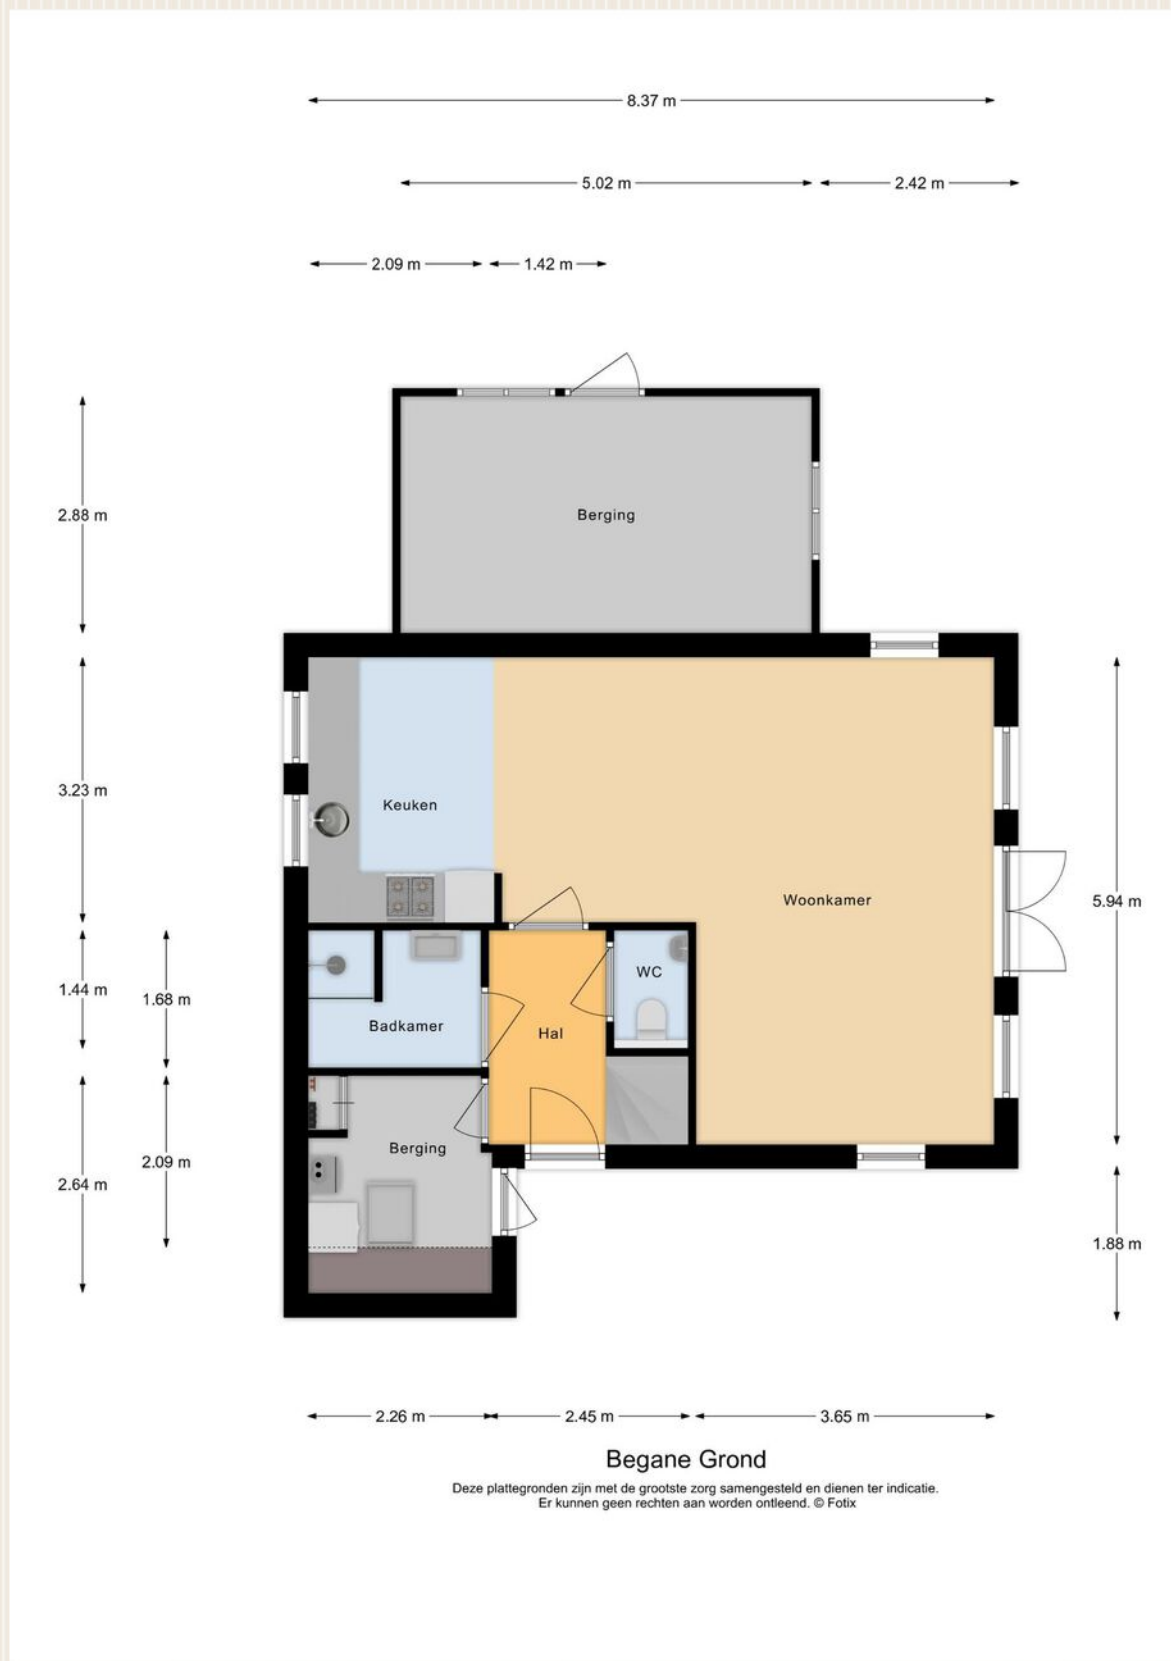 8.37 m
5.02 m
2.42 m
2.09 m
1.42 m
2.88 m
Berging
3.23 m
Keuken
Woonkamer
5.94 m
1.44 m
1.68 m
WC
Badkamer
Hal
Berging
2.09 m
2.64 m
1.88 m
2.26 m
2.45 m
3.65 m
Begane Grond
Deze plattegronden zijn met de grootste zorg samengesteld en dienen ter indicatie.
Er kunnen geen rechten aan worden ontleend. © Fotix